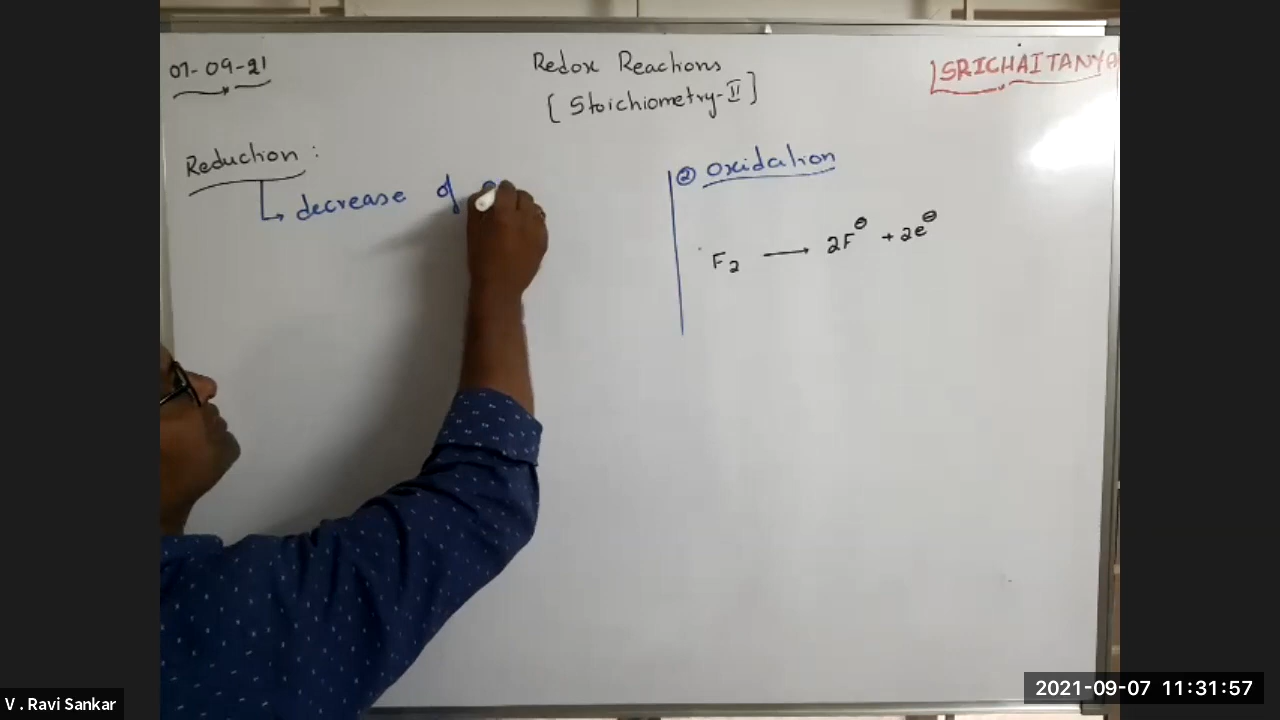 07-09-21
Redox Reactions
[Stoichiometry-II]
SRICHAITANYA
Reduction :
decrease of
② Oxidation
F₂ → 2F⊖ + 2e⊖
V . Ravi Sankar
2021-09-07 11:31:57